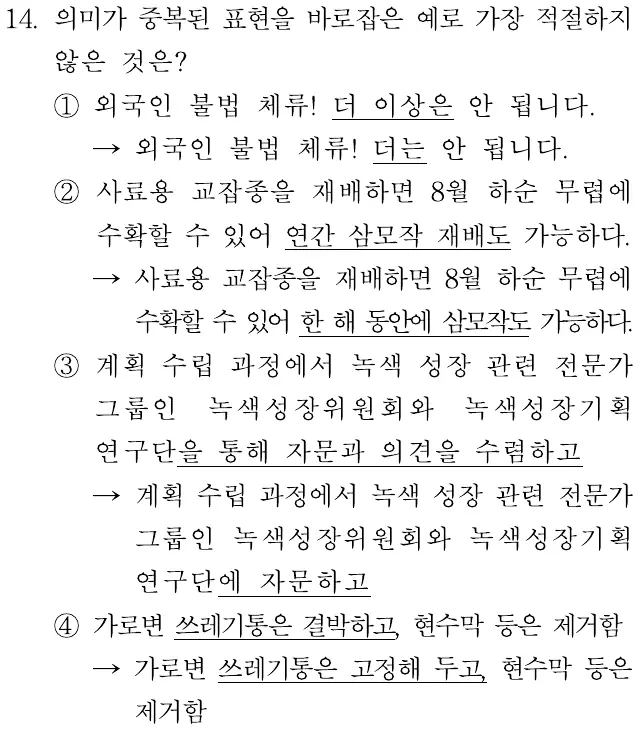 14. 의미가 중복된 표현을 바로잡은 예로 가장 적절하지
않은 것은?
① 외국인 불법 체류! 더 이상은 안 됩니다.
→ 외국인 불법 체류! 더는 안 됩니다.
② 사료용 교잡종을 재배하면 8월 하순 무렵에
수확할 수 있어 연간 삼모작 재배도 가능하다.
→ 사료용 교잡종을 재배하면 8월 하순 무렵에
수확할 수 있어 한 해 동안에 삼모작도 가능하다.
③ 계획 수립 과정에서 녹색 성장 관련 전문가
그룹인 녹색성장위원회와 녹색성장기획
연구단을 통해 자문과 의견을 수렴하고
→ 계획 수립 과정에서 녹색 성장 관련 전문가
그룹인 녹색성장위원회와 녹색성장기획
연구단에 자문하고
④ 가로변 쓰레기통은 결박하고, 현수막 등은 제거함
→ 가로변 쓰레기통은 고정해 두고, 현수막 등은
제거함